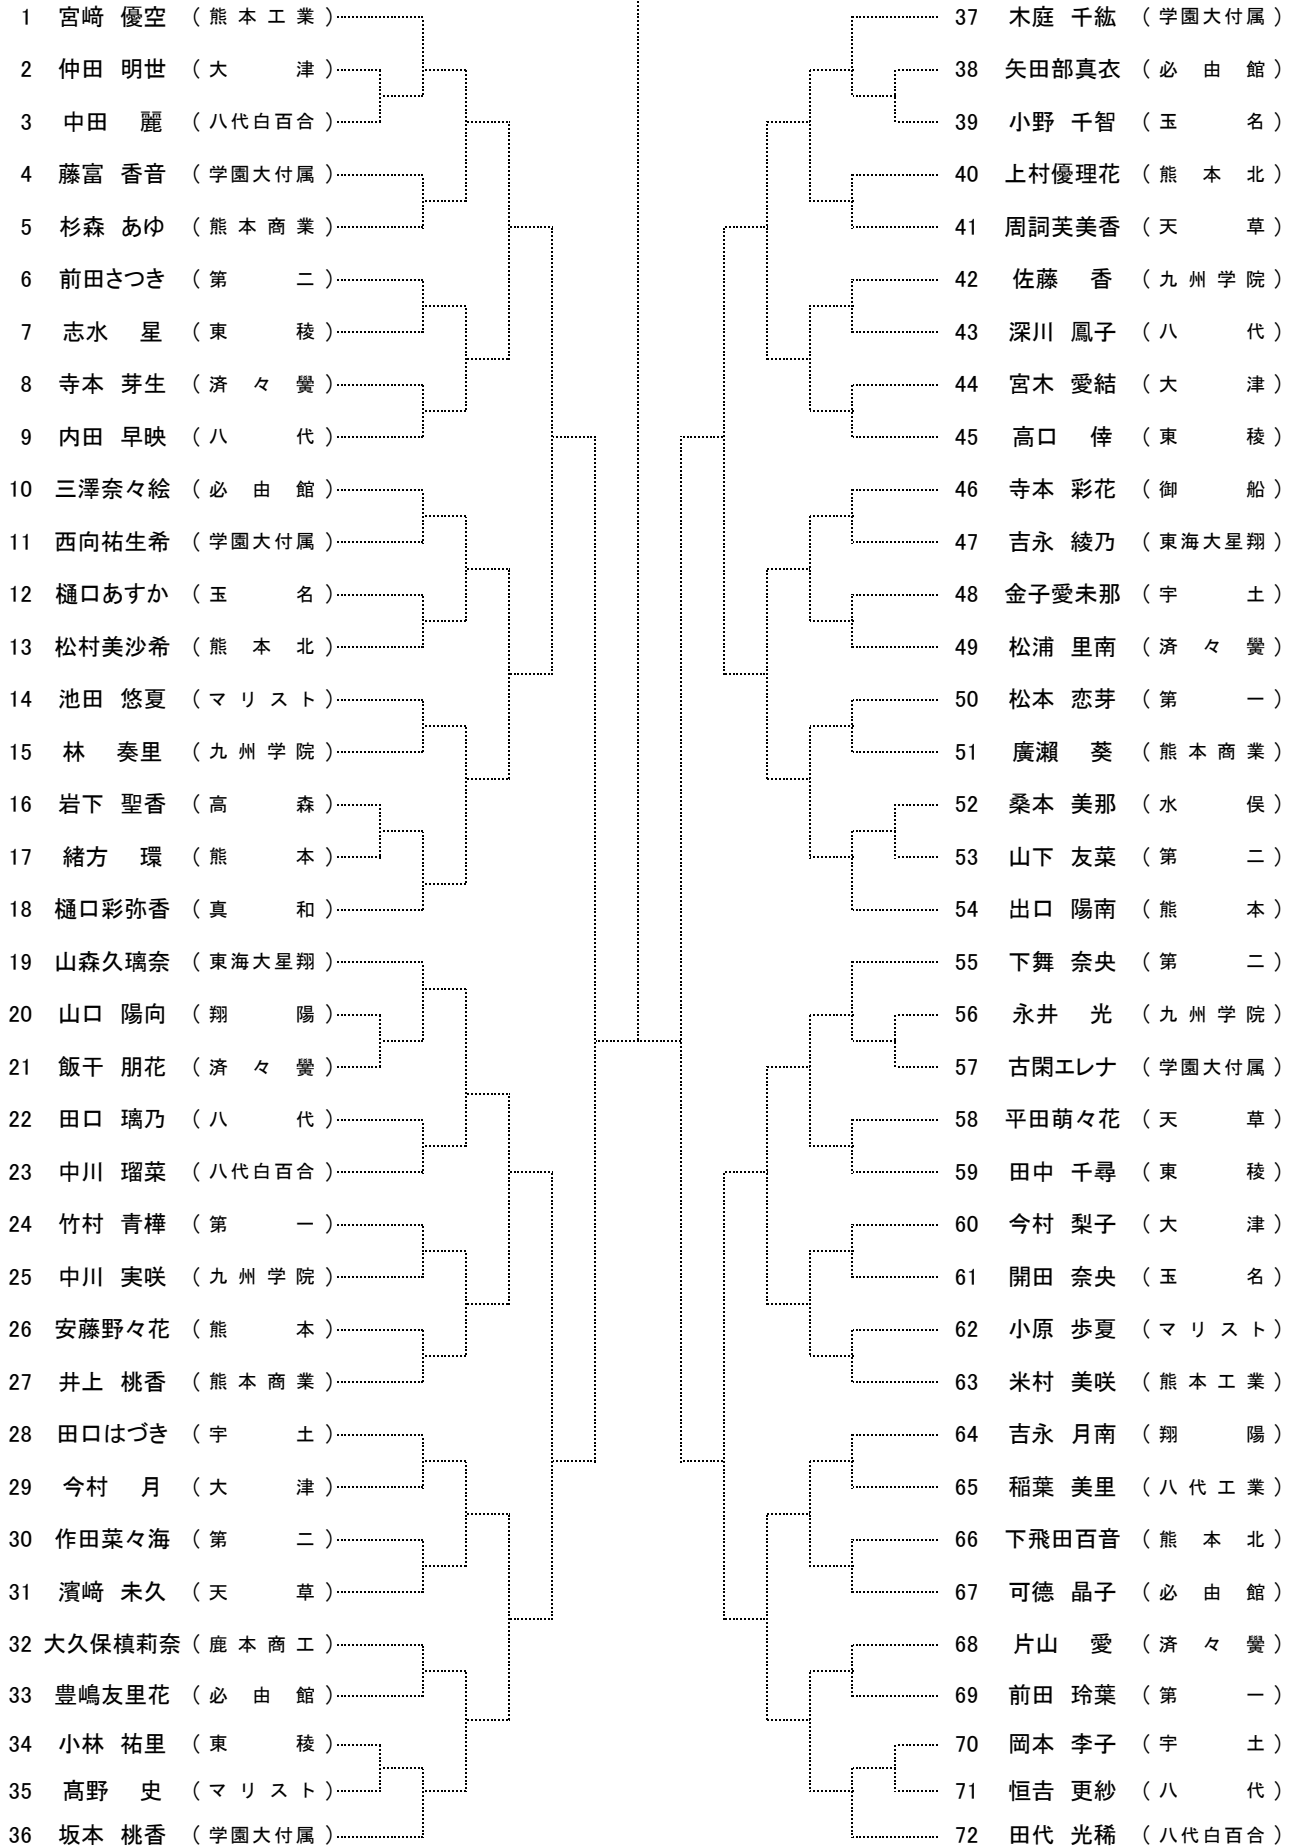 1 宮﨑 優空 （ 熊 本 工 業 ）
2 仲田 明世 （ 大 津 ）
3 中田 麗 （ 八代白百合 ）
4 藤富 香音 （ 学園大付属 ）
5 杉森 あゆ （ 熊 本 商 業 ）
6 前田さつき （ 第 二 ）
7 志水 星 （ 東 稜 ）
8 寺本 芽生 （ 済 々 黌 ）
9 内田 早映 （ 八 代 ）
10 三澤奈々絵 （ 必 由 館 ）
11 西向祐生希 （ 学園大付属 ）
12 樋口あすか （ 玉 名 ）
13 松村美沙希 （ 熊 本 北 ）
14 池田 悠夏 （ マ リ ス ト ）
15 林 奏里 （ 九 州 学 院 ）
16 岩下 聖香 （ 高 森 ）
17 緒方 環 （ 熊 本 ）
18 樋口彩弥香 （ 真 和 ）
19 山森久璃奈 （ 東海大星翔 ）
20 山口 陽向 （ 翔 陽 ）
21 飯干 朋花 （ 済 々 黌 ）
22 田口 璃乃 （ 八 代 ）
23 中川 瑠菜 （ 八代白百合 ）
24 竹村 青樺 （ 第 一 ）
25 中川 実咲 （ 九 州 学 院 ）
26 安藤野々花 （ 熊 本 ）
27 井上 桃香 （ 熊 本 商 業 ）
28 田口はづき （ 宇 土 ）
29 今村 月 （ 大 津 ）
30 作田菜々海 （ 第 二 ）
31 濱﨑 未久 （ 天 草 ）
32 大久保槙莉奈 （ 鹿 本 商 工 ）
33 豊嶋友里花 （ 必 由 館 ）
34 小林 祐里 （ 東 稜 ）
35 髙野 史 （ マ リ ス ト ）
36 坂本 桃香 （ 学園大付属 ）
37 木庭 千紘 （ 学園大付属 ）
38 矢田部真衣 （ 必 由 館 ）
39 小野 千智 （ 玉 名 ）
40 上村優理花 （ 熊 本 北 ）
41 周詞芙美香 （ 天 草 ）
42 佐藤 香 （ 九 州 学 院 ）
43 深川 鳳子 （ 八 代 ）
44 宮木 愛結 （ 大 津 ）
45 高口 倖 （ 東 稜 ）
46 寺本 彩花 （ 御 船 ）
47 吉永 綾乃 （ 東海大星翔 ）
48 金子愛未那 （ 宇 土 ）
49 松浦 里南 （ 済 々 黌 ）
50 松本 恋芽 （ 第 一 ）
51 廣瀬 葵 （ 熊 本 商 業 ）
52 桑本 美那 （ 水 俣 ）
53 山下 友菜 （ 第 二 ）
54 出口 陽南 （ 熊 本 ）
55 下舞 奈央 （ 第 二 ）
56 永井 光 （ 九 州 学 院 ）
57 古閑エレナ （ 学園大付属 ）
58 平田萌々花 （ 天 草 ）
59 田中 千尋 （ 東 稜 ）
60 今村 梨子 （ 大 津 ）
61 開田 奈央 （ 玉 名 ）
62 小原 歩夏 （ マ リ ス ト ）
63 米村 美咲 （ 熊 本 工 業 ）
64 吉永 月南 （ 翔 陽 ）
65 稲葉 美里 （ 八 代 工 業 ）
66 下飛田百音 （ 熊 本 北 ）
67 可德 晶子 （ 必 由 館 ）
68 片山 愛 （ 済 々 黌 ）
69 前田 玲葉 （ 第 一 ）
70 岡本 李子 （ 宇 土 ）
71 恒𠮷 更紗 （ 八 代 ）
72 田代 光稀 （ 八代白百合 ）